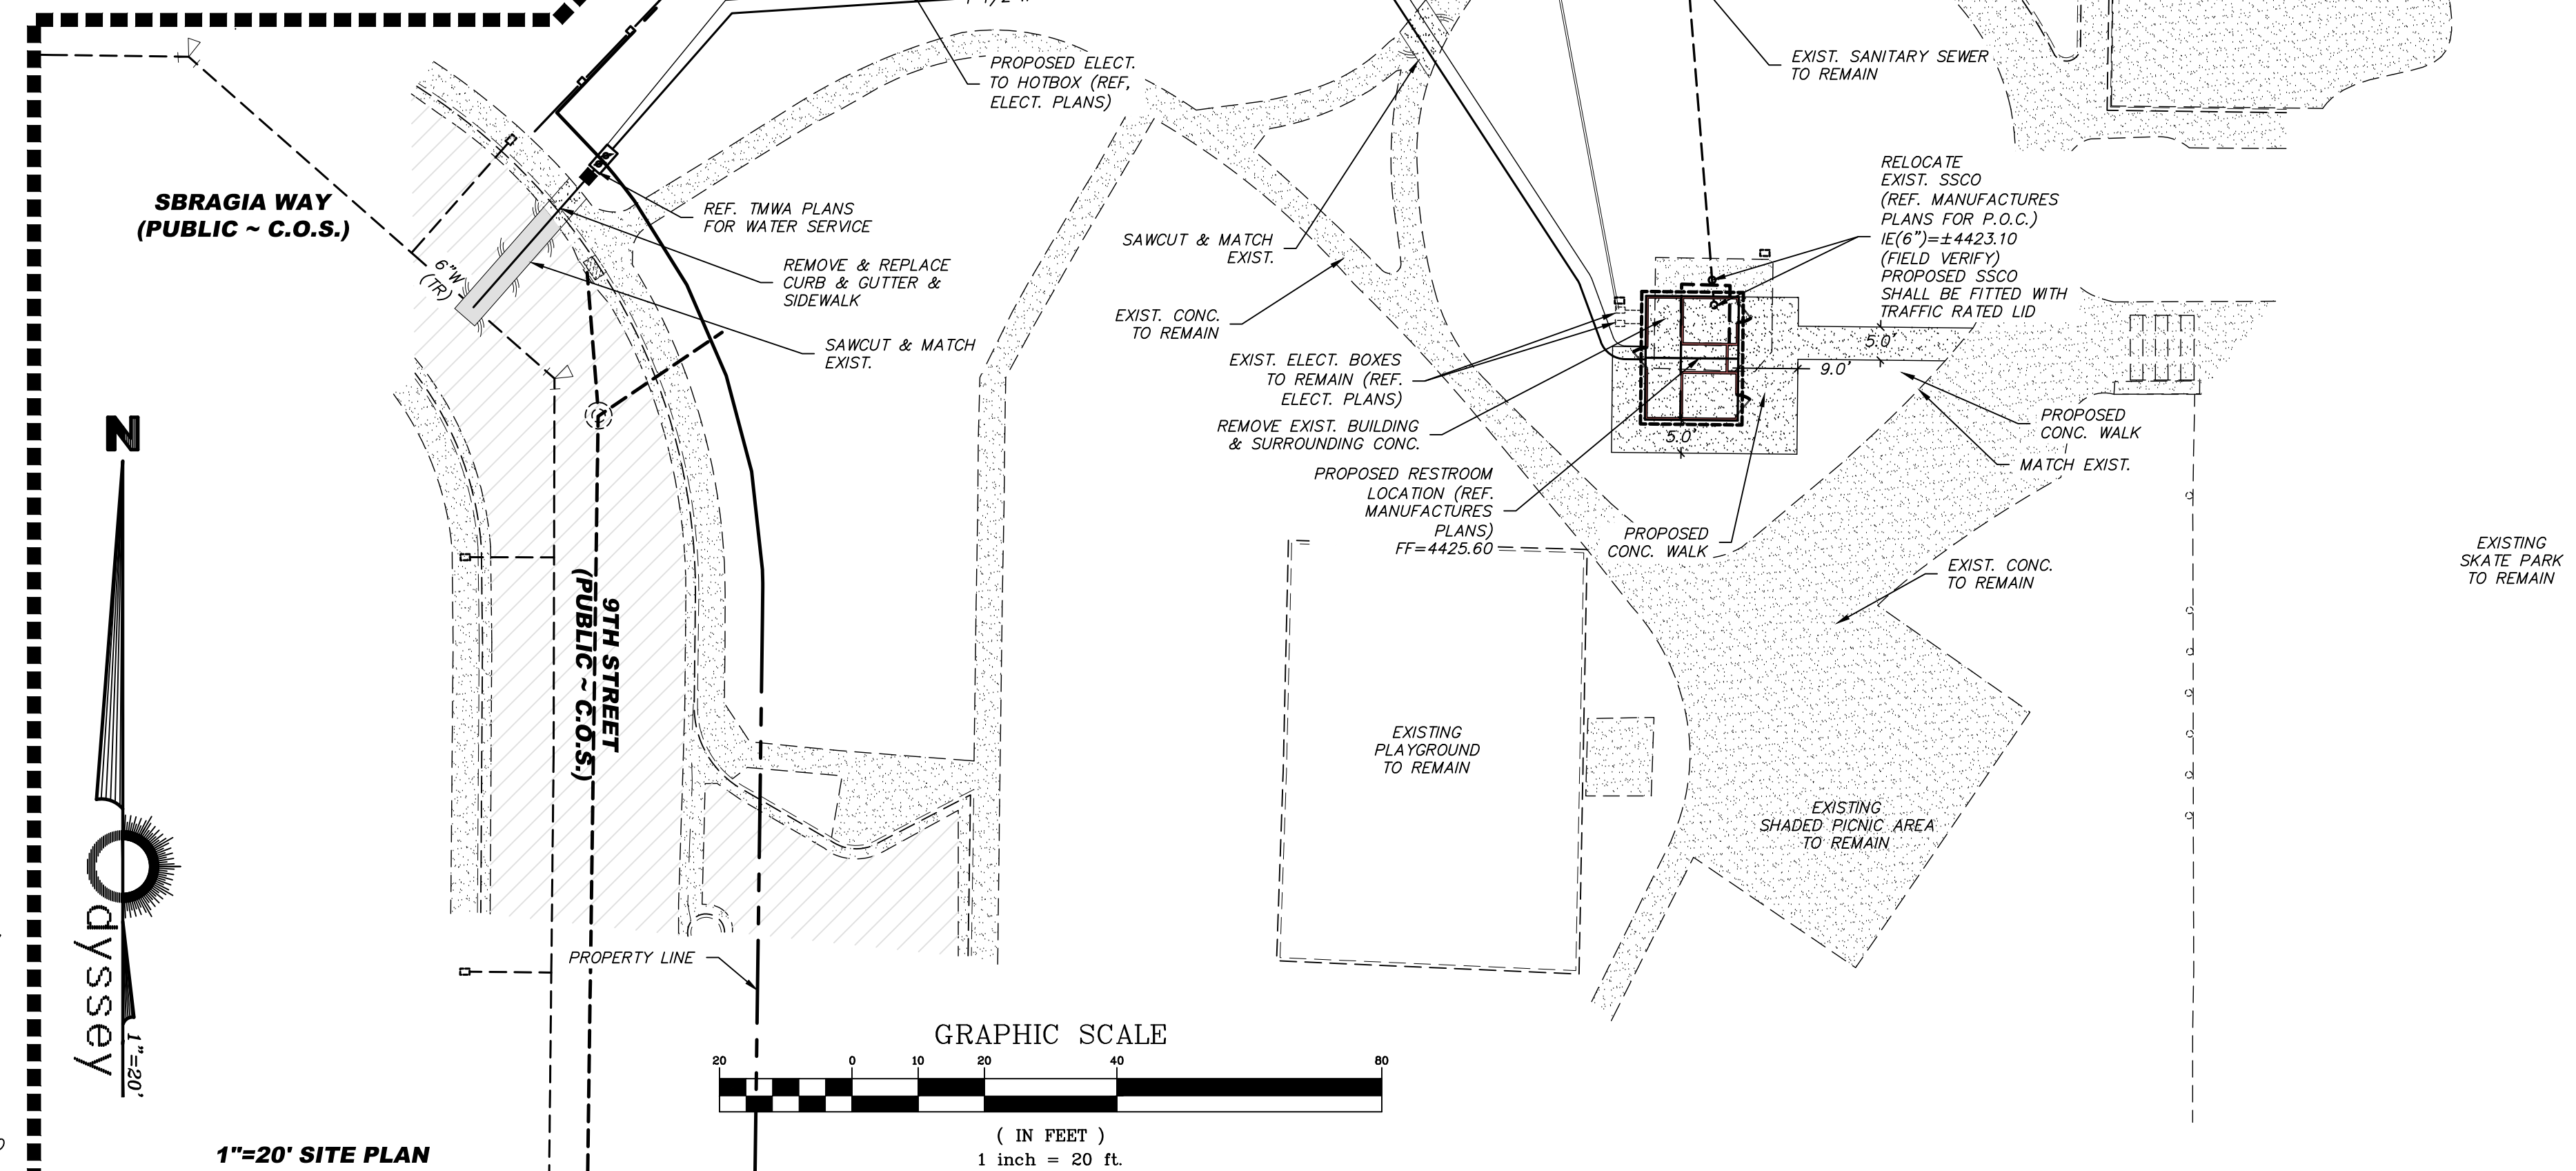 PROPOSED ELECT.
TO HOTBOX (REF,
ELECT. PLANS)
EXIST. SANITARY SEWER
TO REMAIN
SBRAGIA WAY
(PUBLIC ~ C.O.S.)
REF. TMWA PLANS
FOR WATER SERVICE
REMOVE & REPLACE
CURB & GUTTER &
SIDEWALK
6"W
(TR)
SAWCUT & MATCH
EXIST.
SAWCUT & MATCH
EXIST.
EXIST. CONC.
TO REMAIN
EXIST. ELECT. BOXES
TO REMAIN (REF.
ELECT. PLANS)
REMOVE EXIST. BUILDING
& SURROUNDING CONC.
PROPOSED RESTROOM
LOCATION (REF.
MANUFACTURES
PLANS)
FF=4425.60
RELOCATE
EXIST. SSCO
(REF. MANUFACTURES
PLANS FOR P.O.C.)
IE(6")=±4423.10
(FIELD VERIFY)
PROPOSED SSCO
SHALL BE FITTED WITH
TRAFFIC RATED LID
5.0'
9.0'
5.0'
PROPOSED
CONC. WALK
MATCH EXIST.
PROPOSED
CONC. WALK
EXIST. CONC.
TO REMAIN
EXISTING
SKATE PARK
TO REMAIN
N
9TH STREET
(PUBLIC ~ C.O.S.)
EXISTING
PLAYGROUND
TO REMAIN
EXISTING
SHADED PICNIC AREA
TO REMAIN
PROPERTY LINE
Odyssey
1"=20'
GRAPHIC SCALE
20 0 10 20 40 80
( IN FEET )
1 inch = 20 ft.
1"=20' SITE PLAN